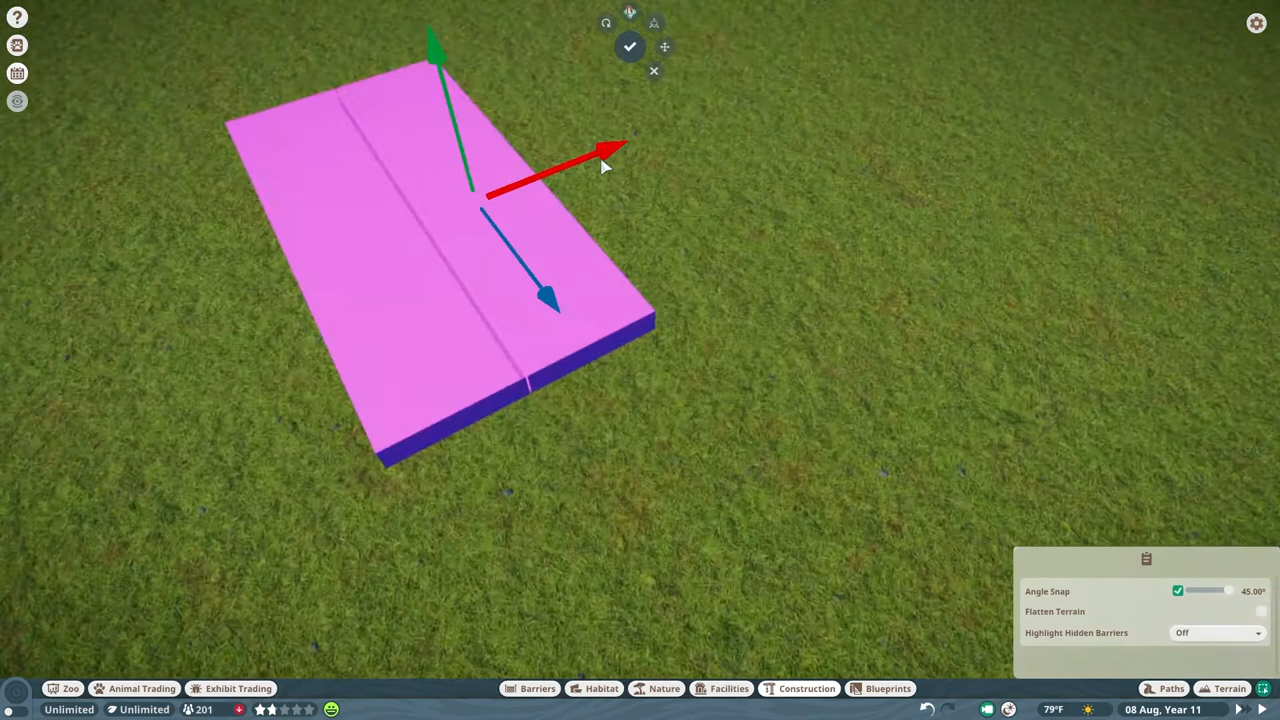 ?
Angle Snap 45.00°
Flatten Terrain
Highlight Hidden Barriers Off
Zoo Animal Trading Exhibit Trading Barriers Habitat Nature Facilities Construction Blueprints Paths Terrain
Unlimited Unlimited 201 79°F 08 Aug, Year 11